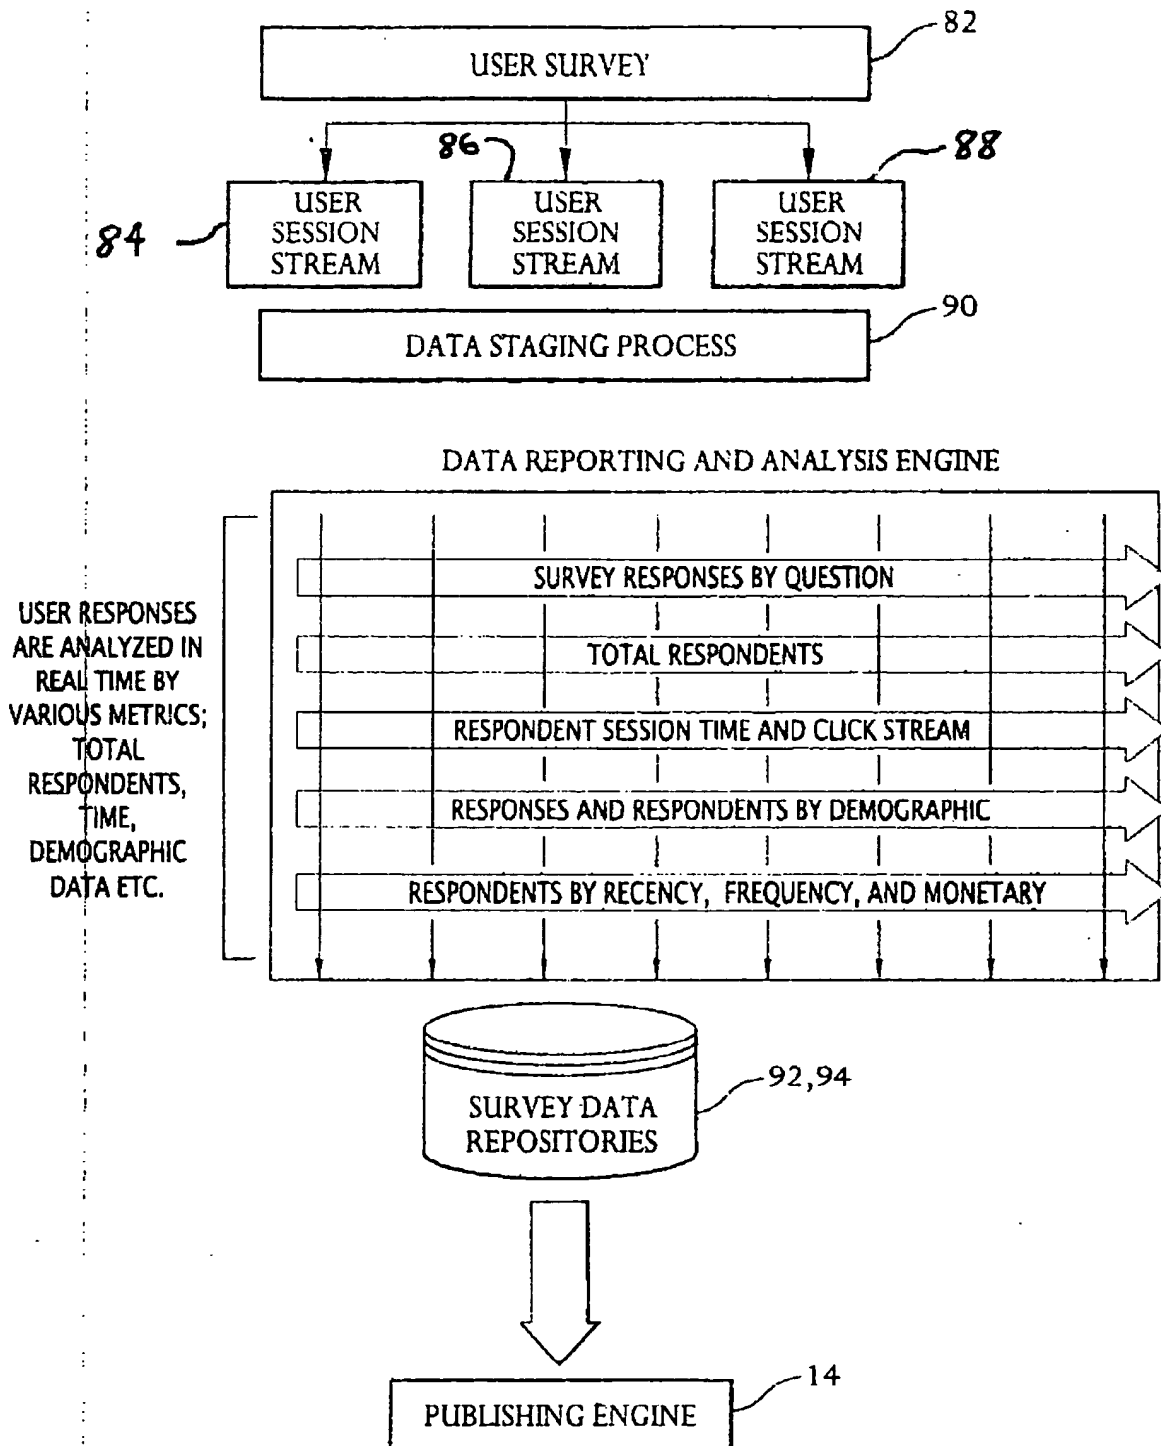 82
USER SURVEY
86
88
84
USER
SESSION
STREAM
USER
SESSION
STREAM
USER
SESSION
STREAM
90
DATA STAGING PROCESS
DATA REPORTING AND ANALYSIS ENGINE
USER RESPONSES
ARE ANALYZED IN
REAL TIME BY
VARIOUS METRICS;
TOTAL
RESPONDENTS,
TIME,
DEMOGRAPHIC
DATA ETC.
SURVEY RESPONSES BY QUESTION
TOTAL RESPONDENTS
RESPONDENT SESSION TIME AND CLICK STREAM
RESPONSES AND RESPONDENTS BY DEMOGRAPHIC
RESPONDENTS BY RECENCY, FREQUENCY, AND MONETARY
92,94
SURVEY DATA
REPOSITORIES
14
PUBLISHING ENGINE